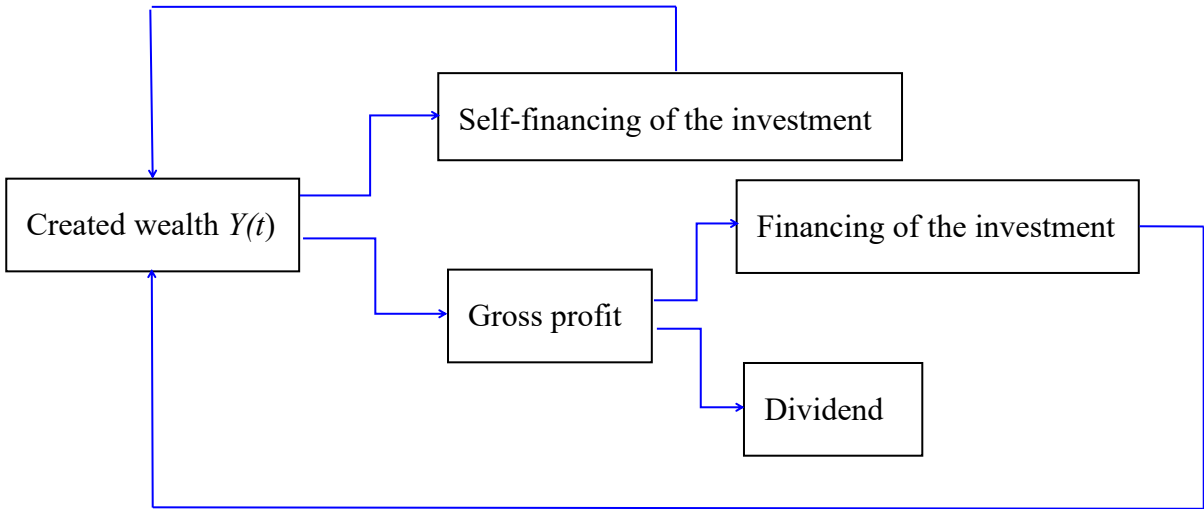 Self-financing of the investment
Created wealth Y(t)
Financing of the investment
Gross profit
Dividend